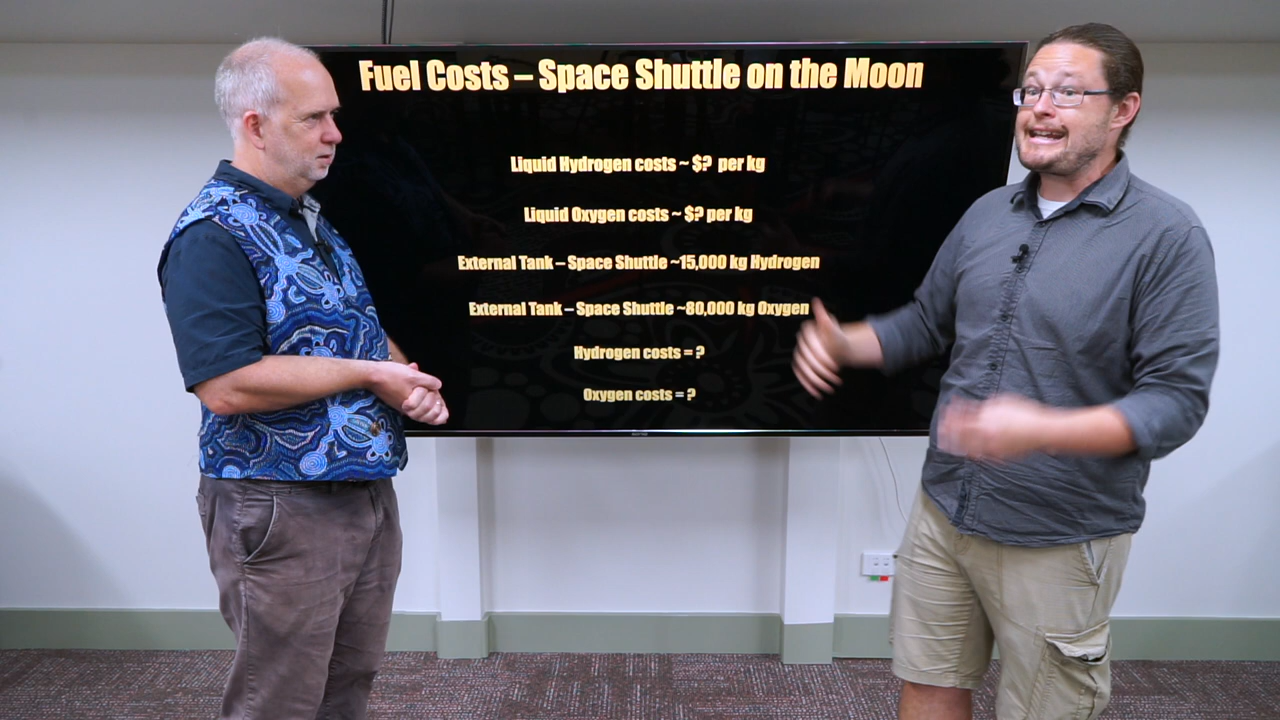 Fuel Costs – Space Shuttle on the Moon
Liquid Hydrogen costs ~ $? per kg
Liquid Oxygen costs ~ $? per kg
External Tank – Space Shuttle ~15,000 kg Hydrogen
External Tank – Space Shuttle ~80,000 kg Oxygen
Hydrogen costs = ?
Oxygen costs = ?